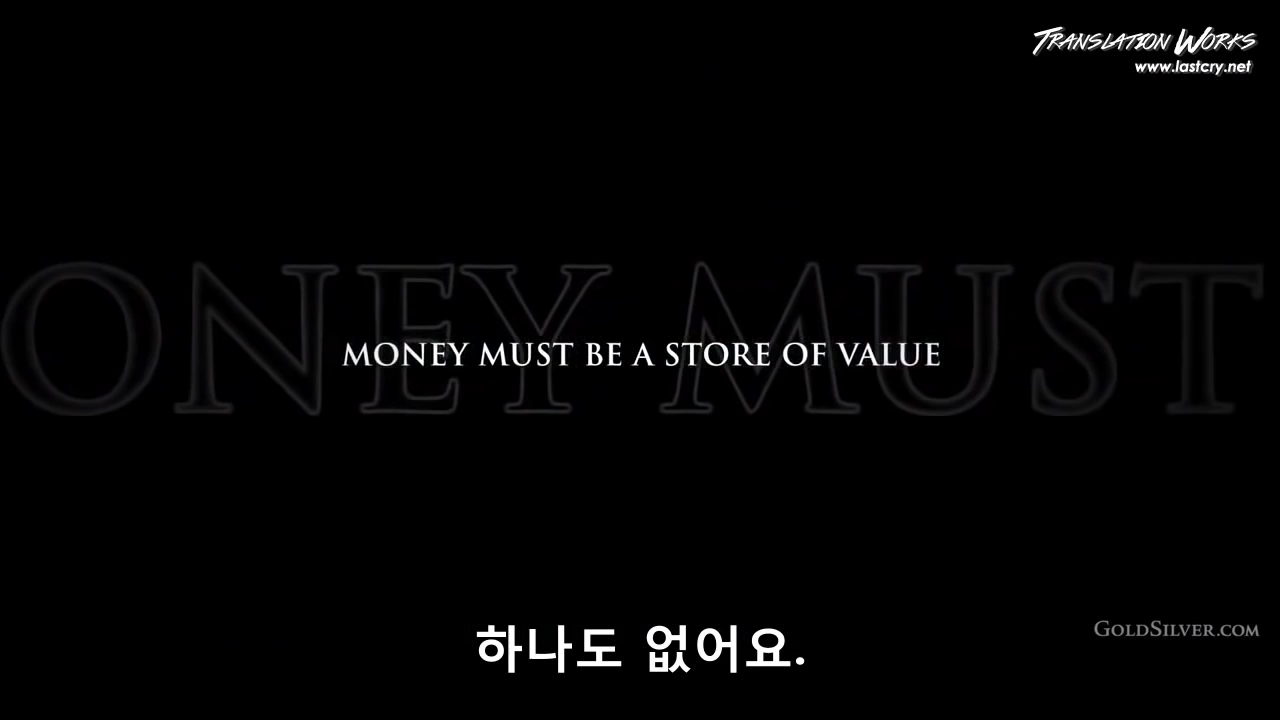 TRANSLATION WORKS
www.lastcry.net
ONEY MUST
MONEY MUST BE A STORE OF VALUE
GOLDSILVER.COM
하나도 없어요.